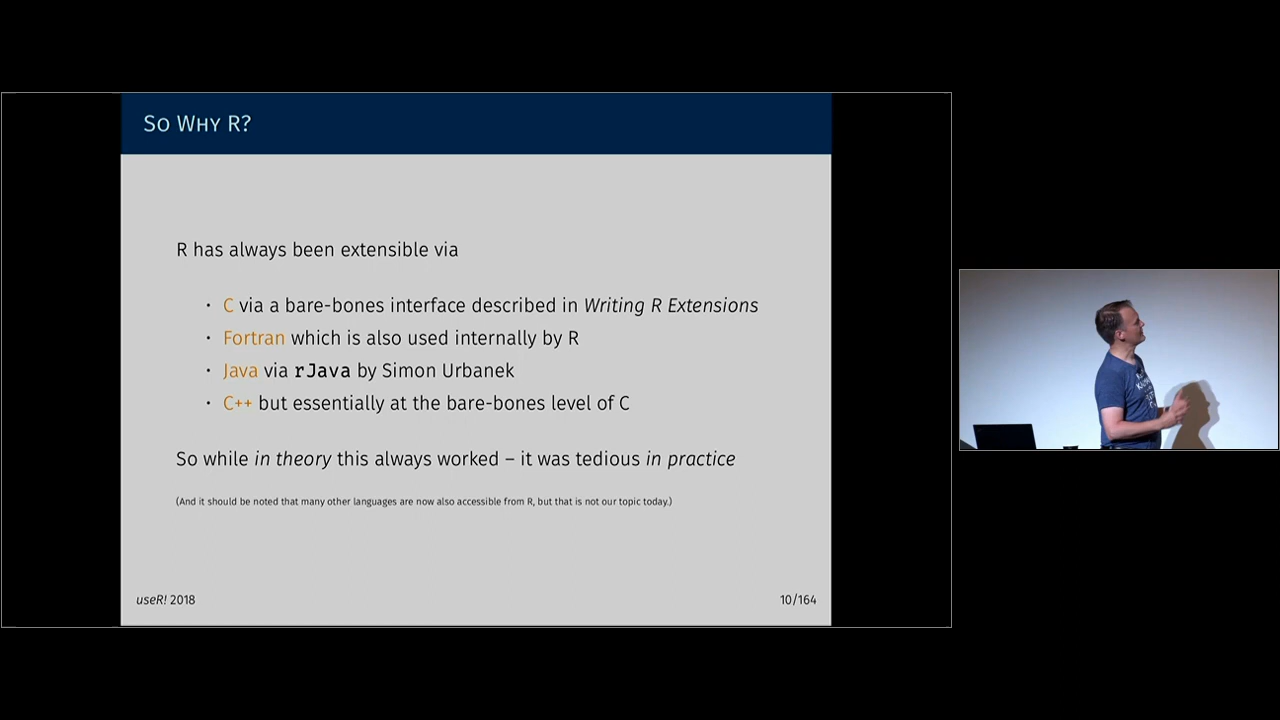 So Why R?
R has always been extensible via
• C via a bare-bones interface described in Writing R Extensions
• Fortran which is also used internally by R
• Java via rJava by Simon Urbanek
• C++ but essentially at the bare-bones level of C
So while in theory this always worked – it was tedious in practice
(And it should be noted that many other languages are now also accessible from R, but that is not our topic today.)
useR! 2018
10/164